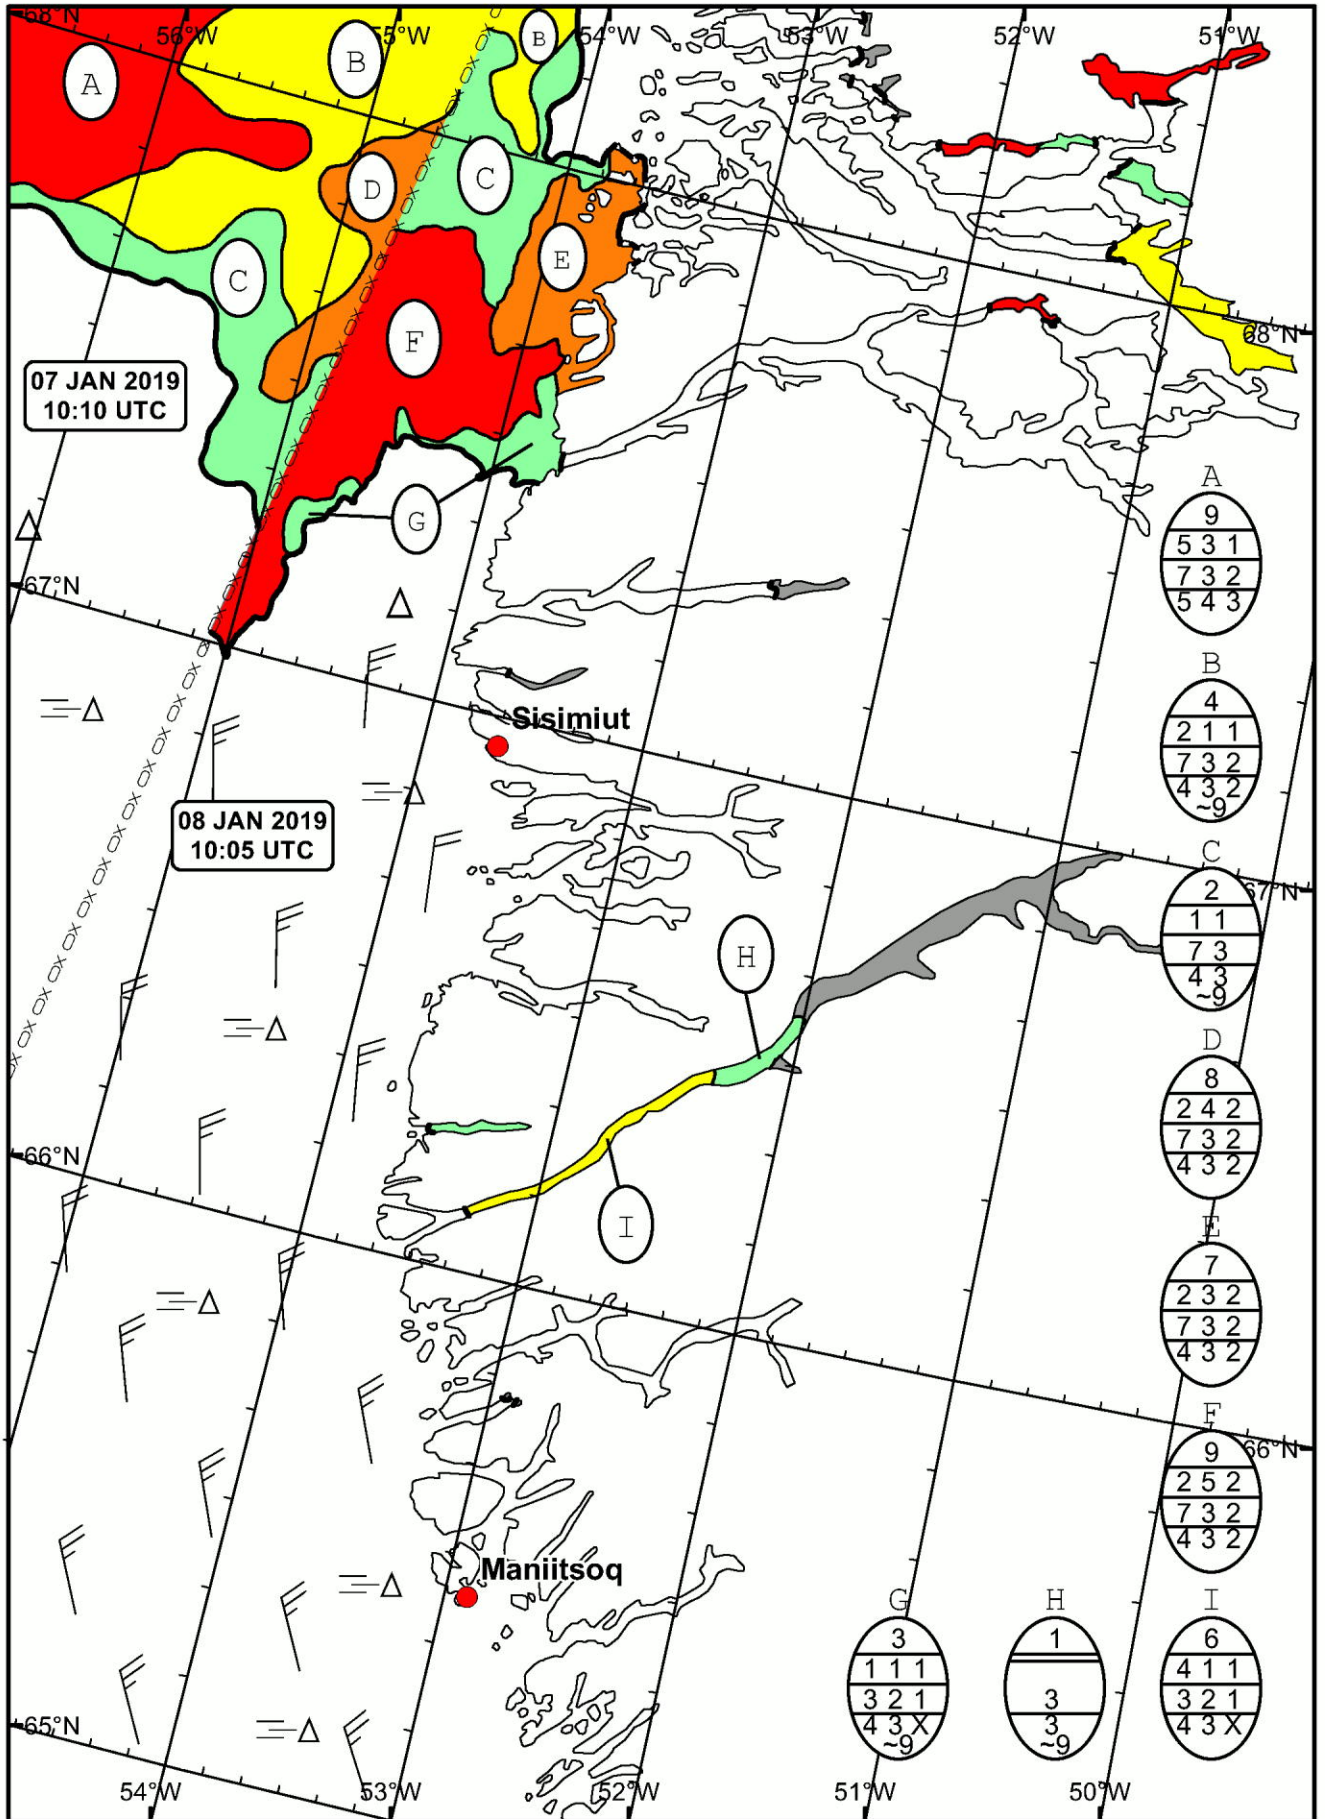 68°N
56°W
55°W
54°W
53°W
52°W
51°W
B
B
A
D
C
E
C
F
68°N
07 JAN 2019
10:10 UTC
G
67°N
A
9
5 3 1
7 3 2
5 4 3
B
4
2 1 1
7 3 2
4 3 2
~9
Sisimiut
08 JAN 2019
10:05 UTC
C
2
1 1
7 3
4 3
~9
67°N
H
D
8
2 4 2
7 3 2
4 3 2
66°N
I
E
7
2 3 2
7 3 2
4 3 2
F
9
2 5 2
7 3 2
4 3 2
66°N
Maniitsoq
G
3
1 1 1
3 2 1
4 3 X
~9
H
1
3
3
~9
I
6
4 1 1
3 2 1
4 3 X
65°N
54°W
53°W
52°W
51°W
50°W